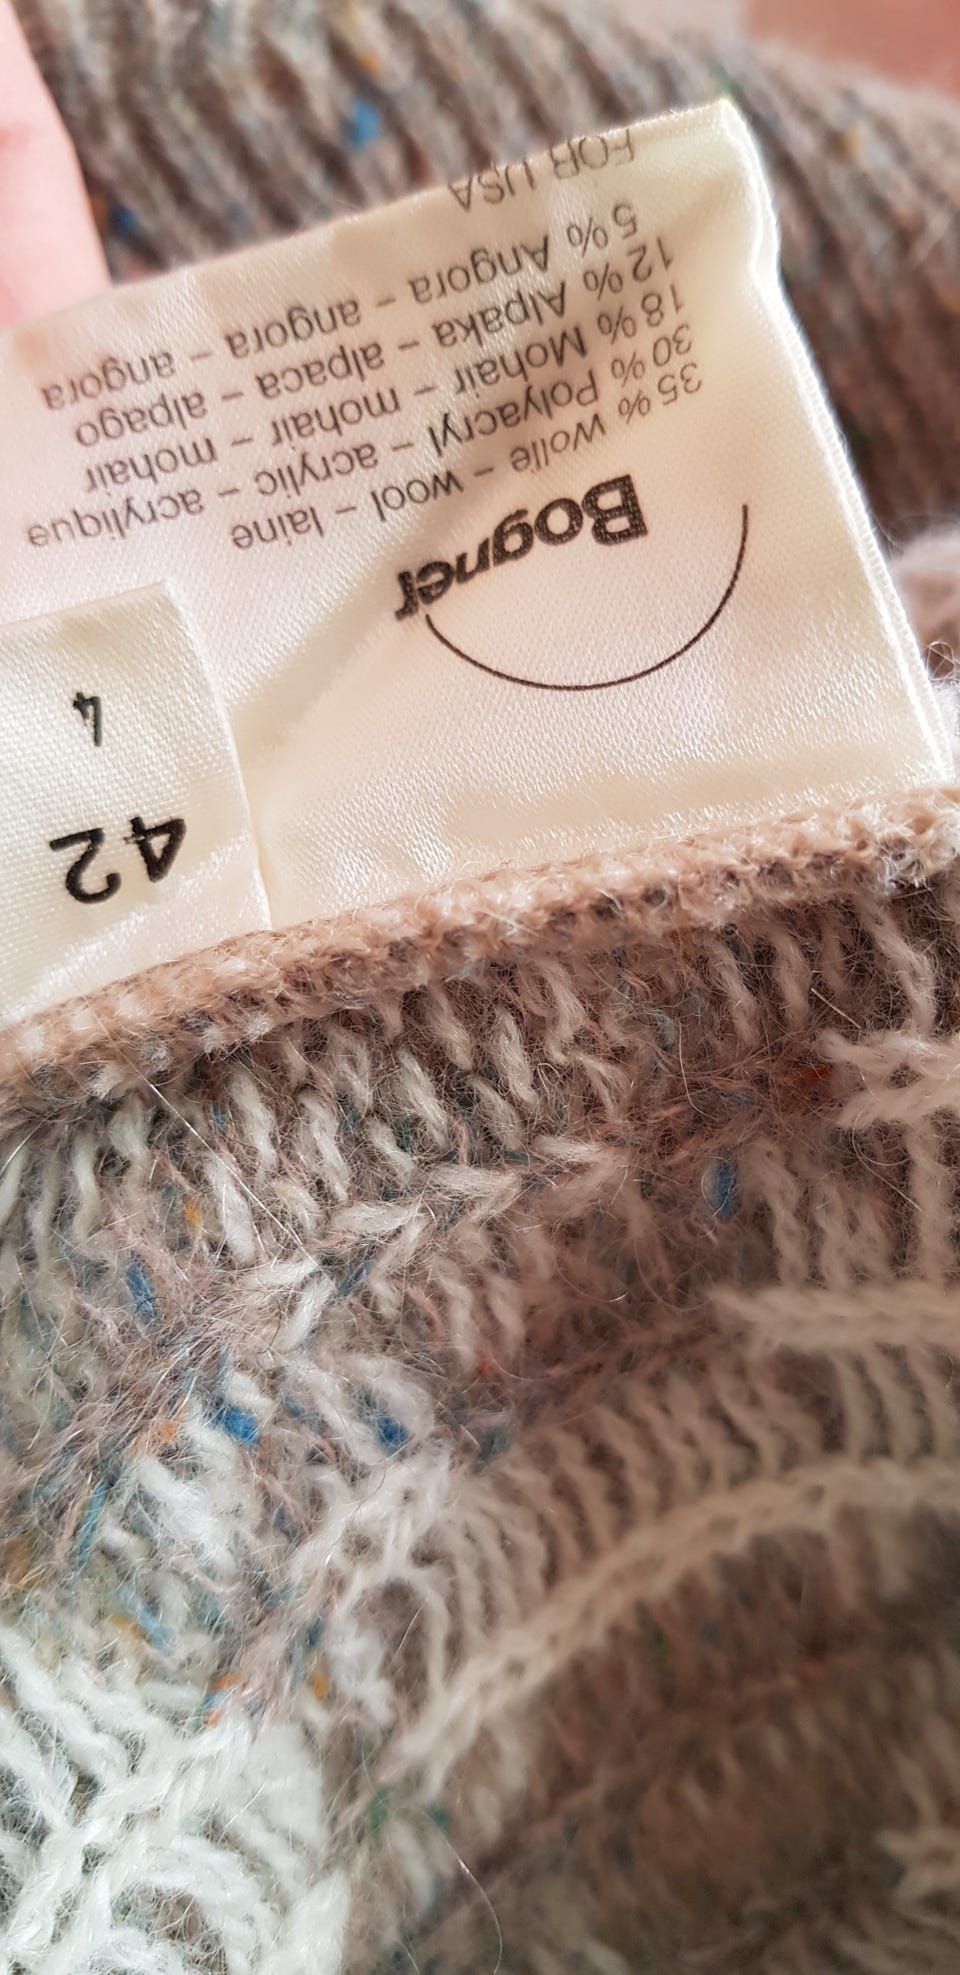 Bogner
35% Wolle – wool – laine
30% Polyacryl – acrylic – acrylique
18% Mohair – mohair – mohair
12% Alpaka – alpaca – alpago
5% Angora – angora – angora
FOR USA
42
4